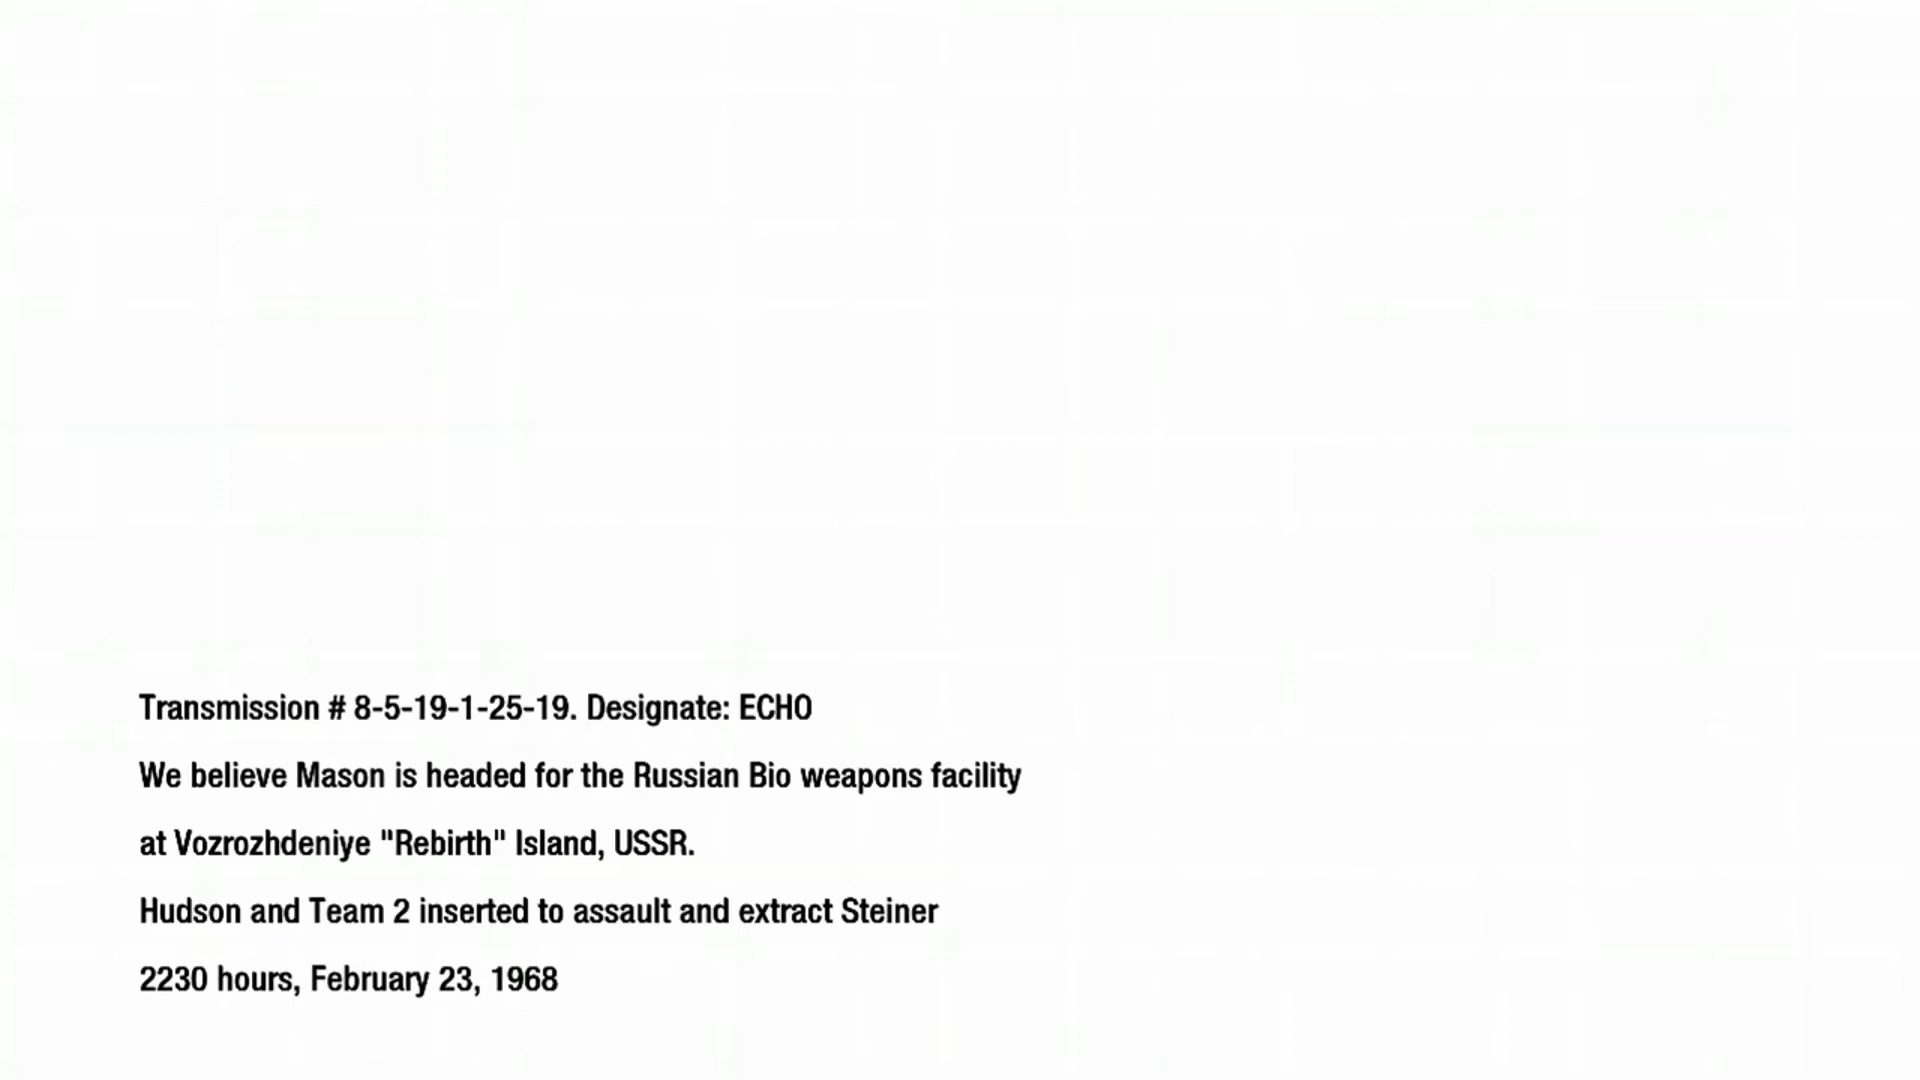 Transmission # 8-5-19-1-25-19. Designate: ECHO
We believe Mason is headed for the Russian Bio weapons facility
at Vozrozhdeniye "Rebirth" Island, USSR.
Hudson and Team 2 inserted to assault and extract Steiner
2230 hours, February 23, 1968